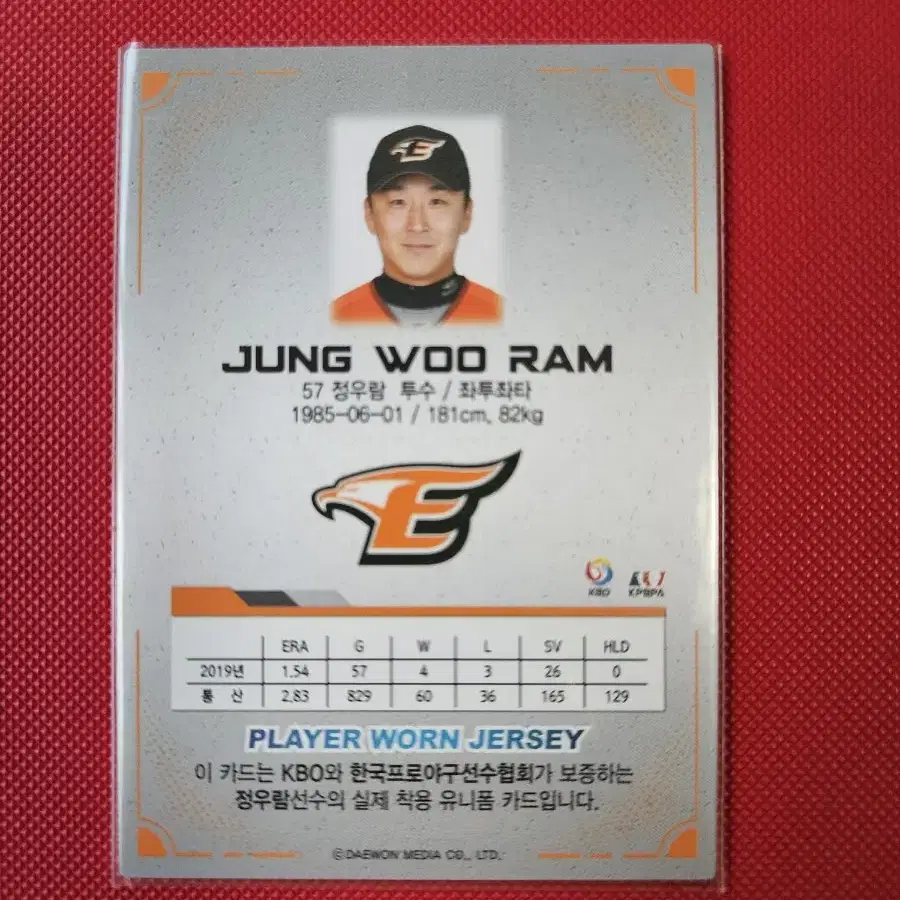 JUNG WOO RAM
57 정우람 투수 / 좌투좌타
1985-06-01 / 181cm, 82kg
E
KBO KPBPA
ERA G W L SV HLD
2019년 1.54 57 4 3 26 0
통 산 2.83 829 60 36 165 129
PLAYER WORN JERSEY
이 카드는 KBO와 한국프로야구선수협회가 보증하는
정우람선수의 실제 착용 유니폼 카드입니다.
©DAEWON MEDIA CO., LTD.